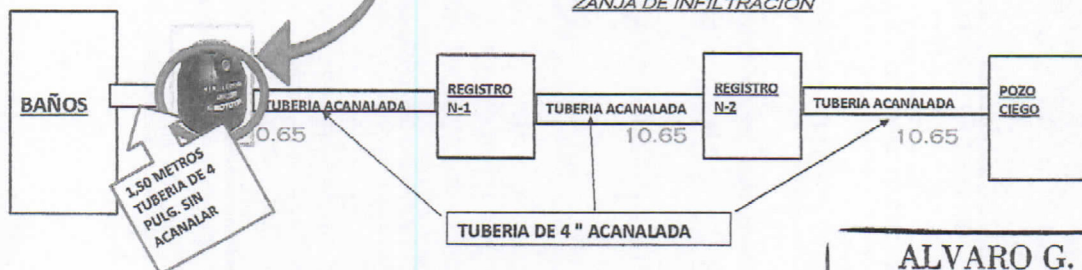 ZANJA DE INFILTRACIÓN
BAÑOS
TUBERIA ACANALADA
0.65
REGISTRO
N-1
TUBERIA ACANALADA
10.65
REGISTRO
N-2
TUBERIA ACANALADA
10.65
POZO
CIEGO
1,50 METROS
TUBERIA DE 4
PULG. SIN
ACANALAR
TUBERIA DE 4 " ACANALADA
ALVARO G.